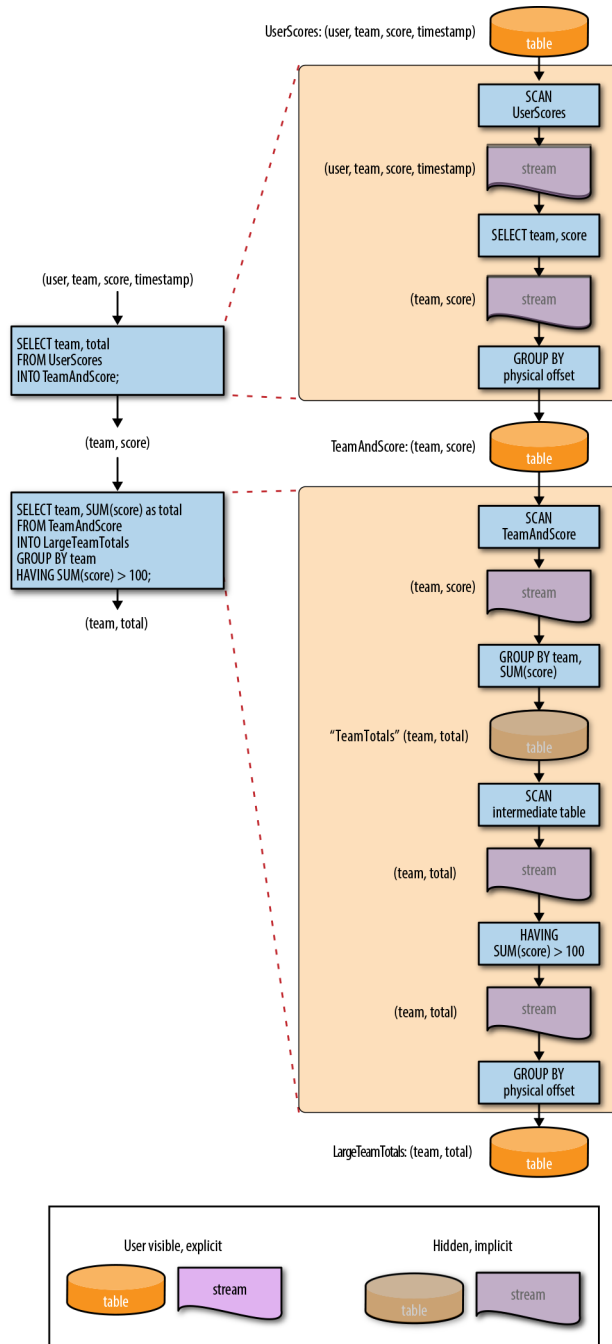 UserScores: (user, team, score, timestamp)
table
SCAN
UserScores
(user, team, score, timestamp)
stream
SELECT team, score
(team, score)
stream
GROUP BY
physical offset
(user, team, score, timestamp)
SELECT team, total
FROM UserScores
INTO TeamAndScore;
(team, score)
TeamAndScore: (team, score)
table
SELECT team, SUM(score) as total
FROM TeamAndScore
INTO LargeTeamTotals
GROUP BY team
HAVING SUM(score) > 100;
(team, total)
SCAN
TeamAndScore
(team, score)
stream
GROUP BY team,
SUM(score)
“TeamTotals” (team, total)
table
SCAN
intermediate table
(team, total)
stream
HAVING
SUM(score) > 100
(team, total)
stream
GROUP BY
physical offset
LargeTeamTotals: (team, total)
table
User visible, explicit
table
stream
Hidden, implicit
table
stream